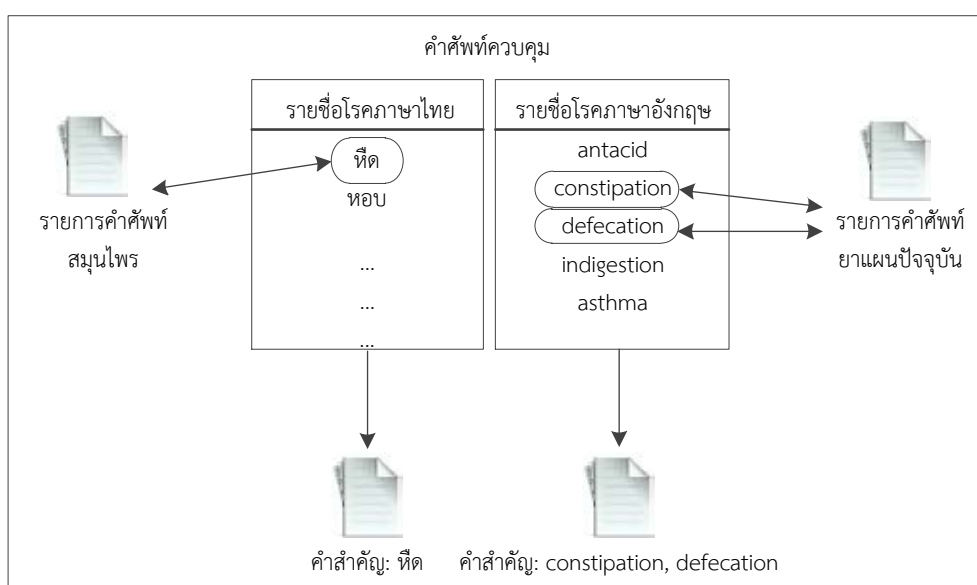 คำศัพท์ควบคุม
รายชื่อโรคภาษาไทย
หืด
หอบ
...
...
...
รายชื่อโรคภาษาอังกฤษ
antacid
constipation
defecation
indigestion
asthma
รายการคำศัพท์
สมุนไพร
รายการคำศัพท์
ยาแผนปัจจุบัน
คำสำคัญ: หืด
คำสำคัญ: constipation, defecation